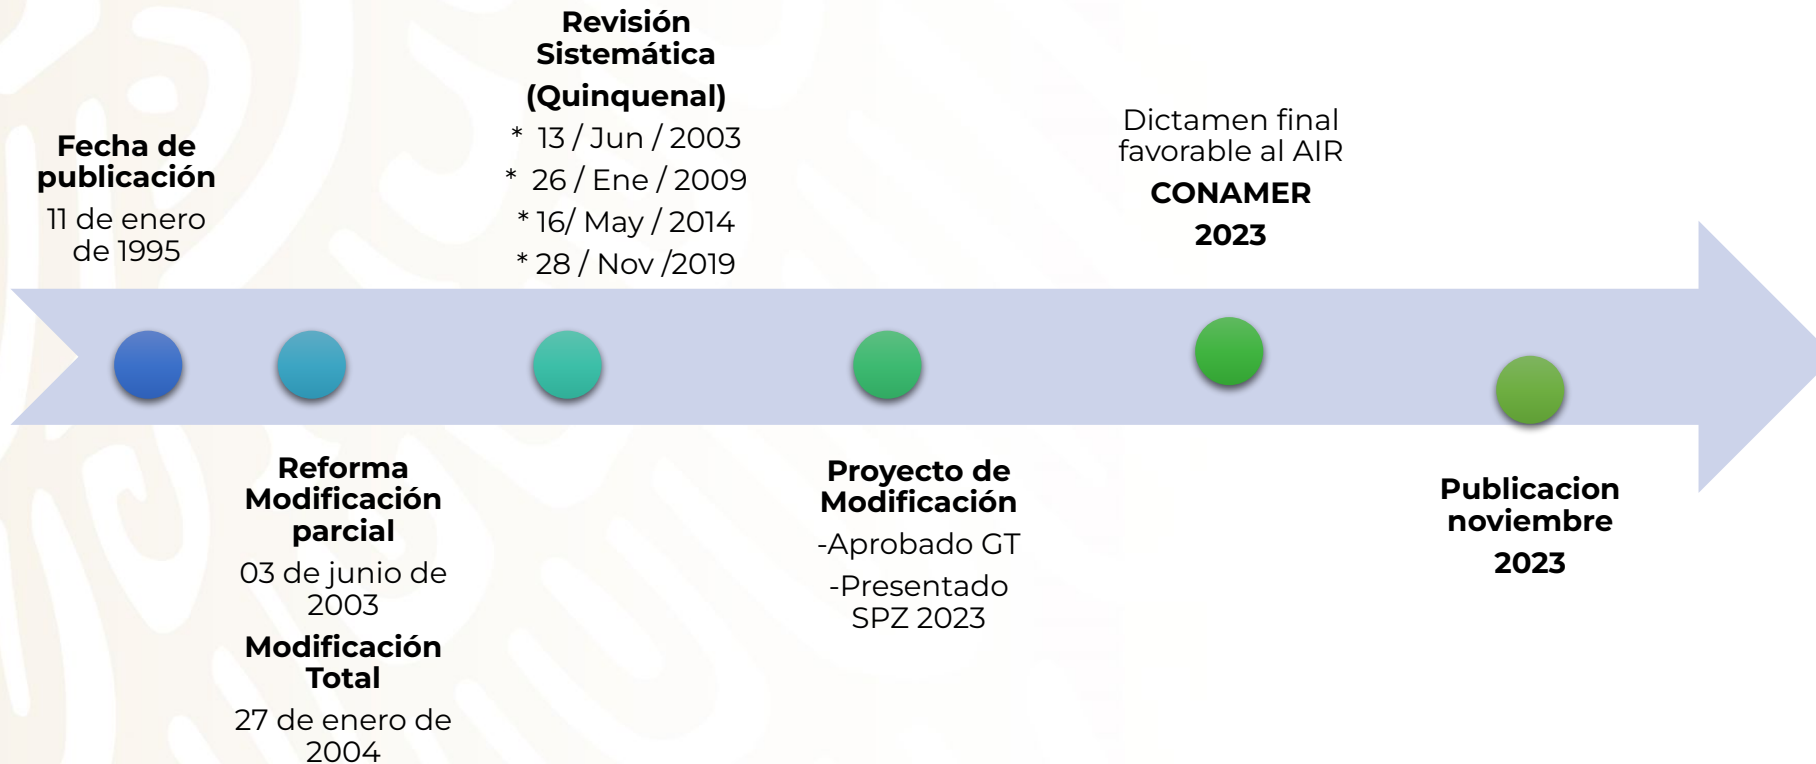 Fecha de
publicación
11 de enero
de 1995
Reforma
Modificación
parcial
03 de junio de
2003
Modificación
Total
27 de enero de
2004
Revisión
Sistemática
(Quinquenal)
* 13 / Jun / 2003
* 26 / Ene / 2009
* 16/ May / 2014
* 28 / Nov /2019
Proyecto de
Modificación
-Aprobado GT
-Presentado
SPZ 2023
Dictamen final
favorable al AIR
CONAMER
2023
Publicacion
noviembre
2023